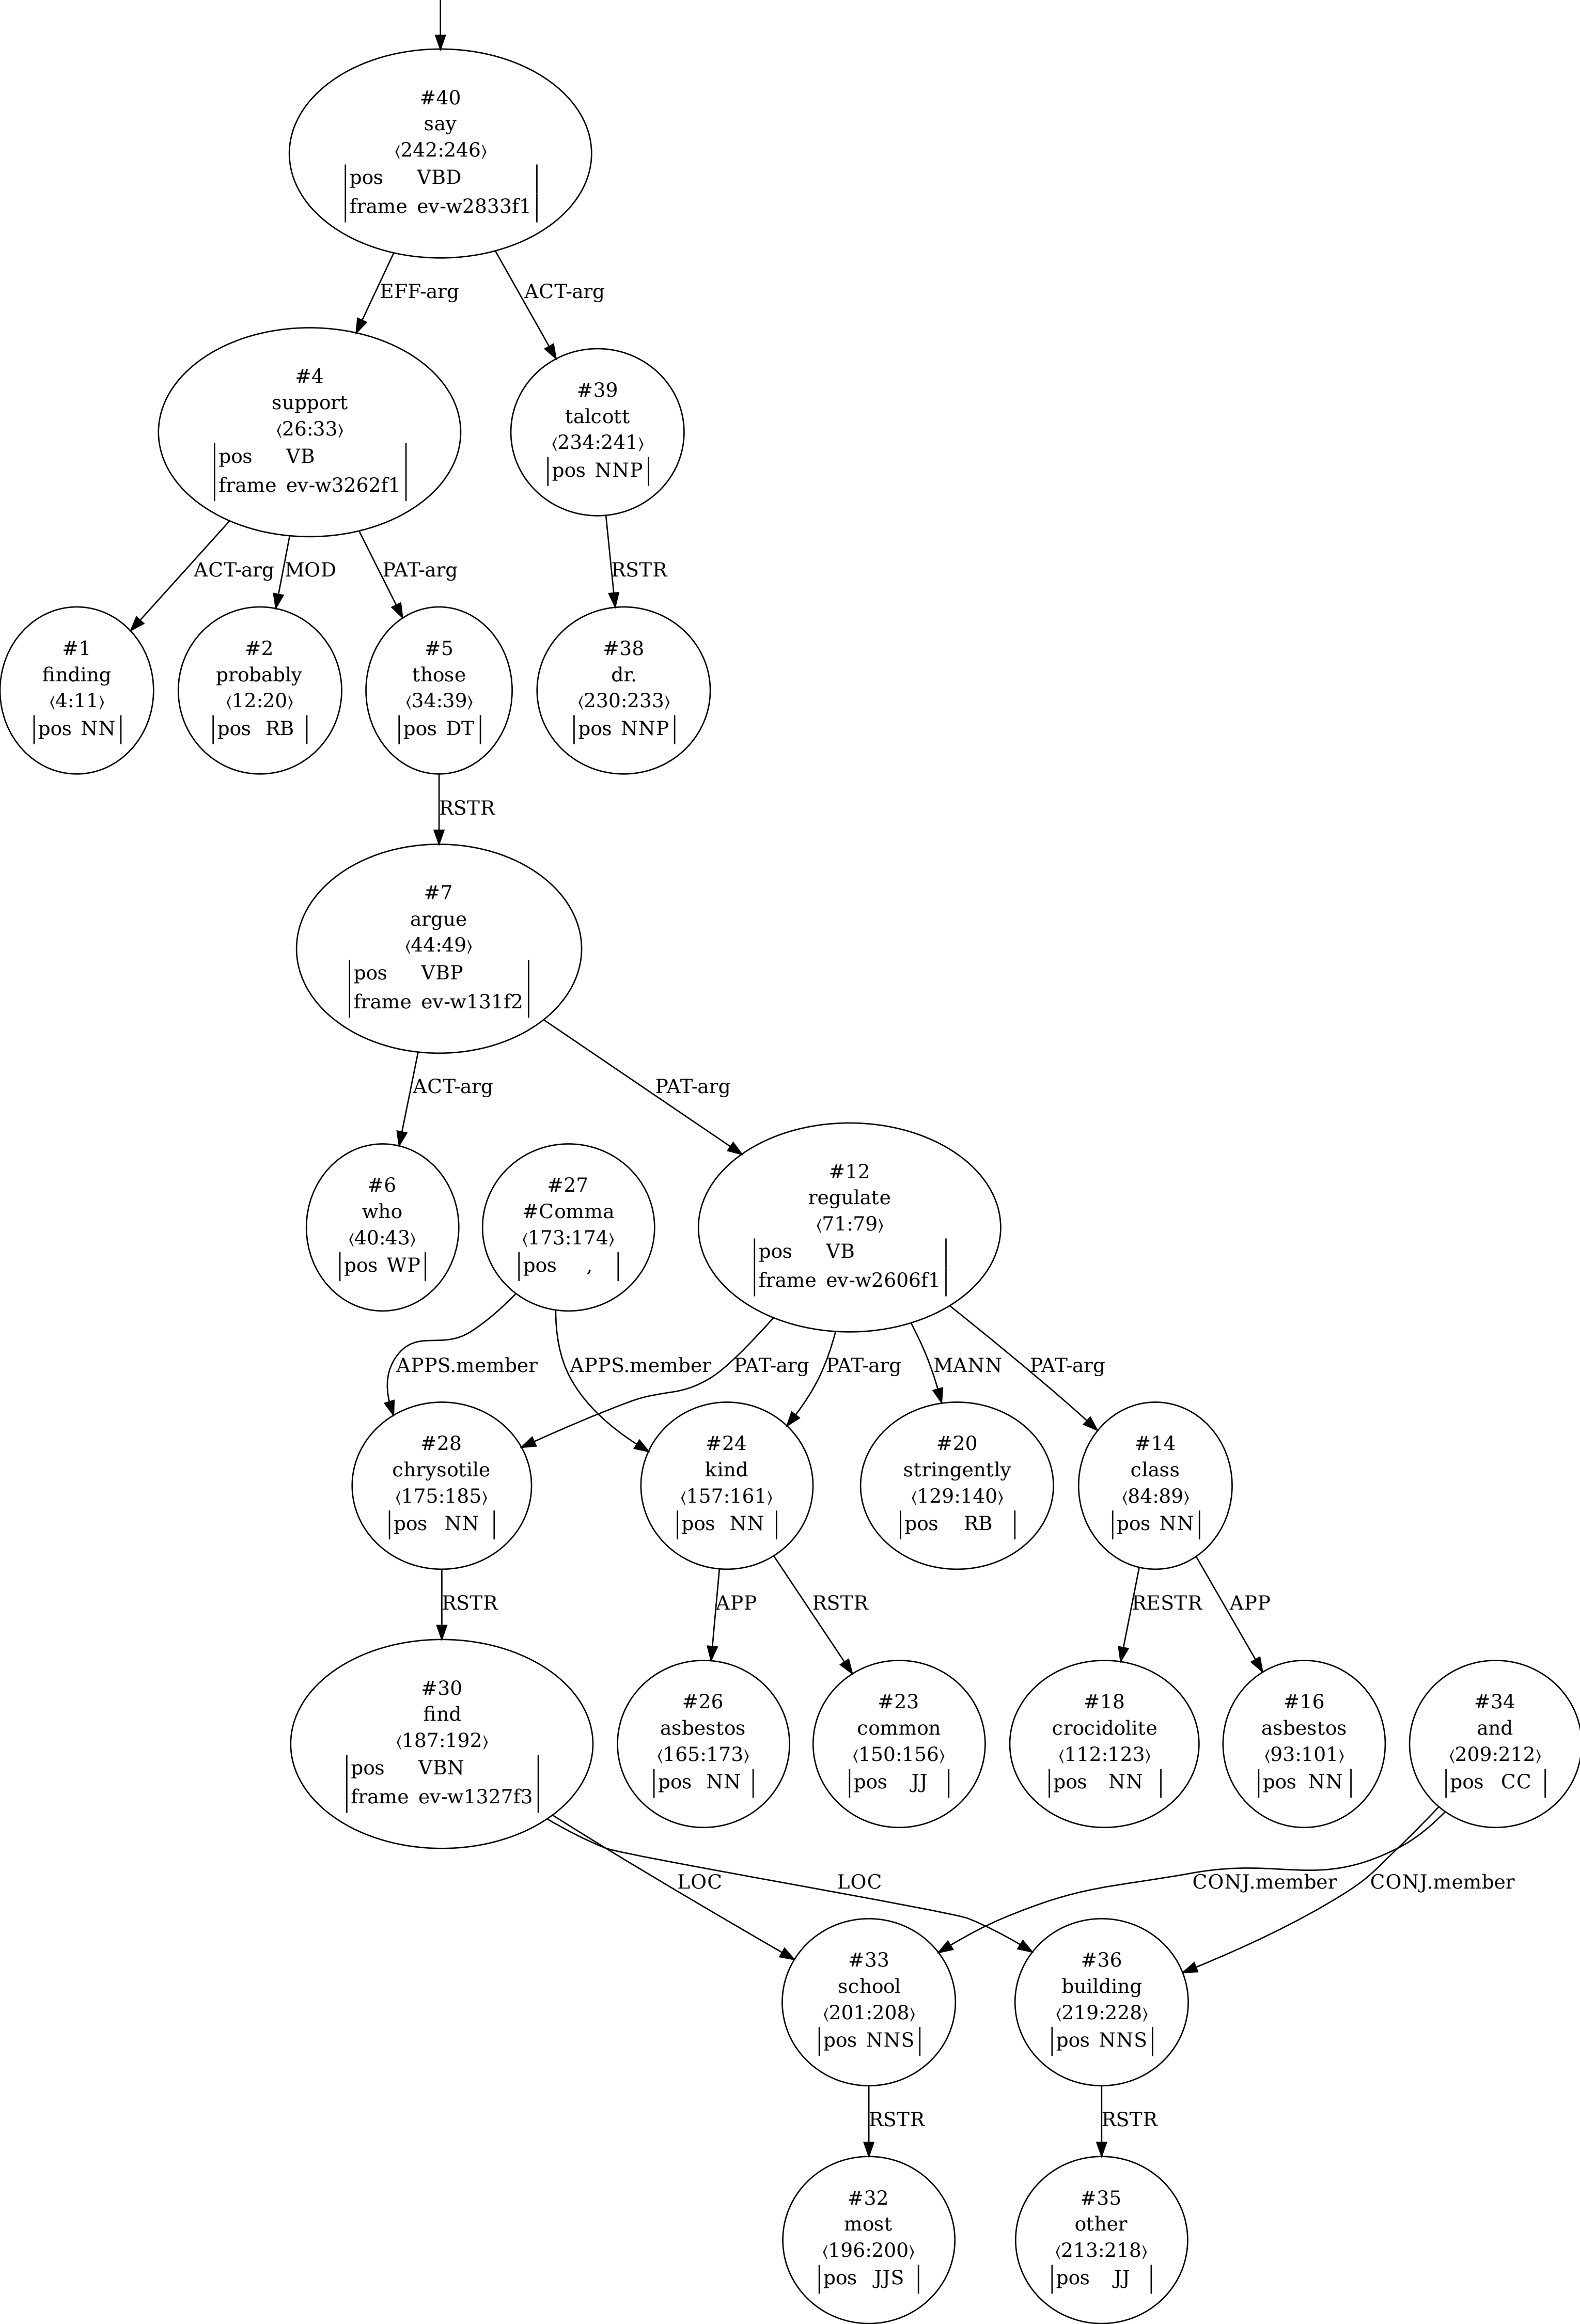 #40
say
⟨242:246⟩
pos VBD
frame ev-w2833f1
EFF-arg
ACT-arg
#4
support
⟨26:33⟩
pos VB
frame ev-w3262f1
#39
talcott
⟨234:241⟩
pos NNP
ACT-arg
MOD
PAT-arg
RSTR
#1
finding
⟨4:11⟩
pos NN
#2
probably
⟨12:20⟩
pos RB
#5
those
⟨34:39⟩
pos DT
#38
dr.
⟨230:233⟩
pos NNP
RSTR
#7
argue
⟨44:49⟩
pos VBP
frame ev-w131f2
ACT-arg
PAT-arg
#6
who
⟨40:43⟩
pos WP
#27
#Comma
⟨173:174⟩
pos ,
#12
regulate
⟨71:79⟩
pos VB
frame ev-w2606f1
APPS.member
APPS.member
PAT-arg
PAT-arg
MANN
PAT-arg
#28
chrysotile
⟨175:185⟩
pos NN
#24
kind
⟨157:161⟩
pos NN
#20
stringently
⟨129:140⟩
pos RB
#14
class
⟨84:89⟩
pos NN
RSTR
APP
RSTR
RESTR
APP
#30
find
⟨187:192⟩
pos VBN
frame ev-w1327f3
#26
asbestos
⟨165:173⟩
pos NN
#23
common
⟨150:156⟩
pos JJ
#18
crocidolite
⟨112:123⟩
pos NN
#16
asbestos
⟨93:101⟩
pos NN
#34
and
⟨209:212⟩
pos CC
LOC
LOC
CONJ.member
CONJ.member
#33
school
⟨201:208⟩
pos NNS
#36
building
⟨219:228⟩
pos NNS
RSTR
RSTR
#32
most
⟨196:200⟩
pos JJS
#35
other
⟨213:218⟩
pos JJ